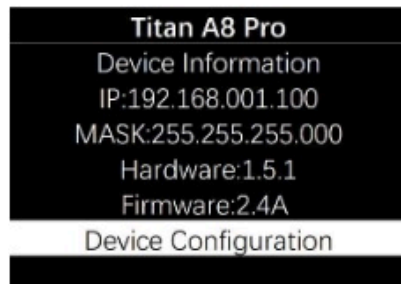 Titan A8 Pro
Device Information
IP:192.168.001.100
MASK:255.255.255.000
Hardware:1.5.1
Firmware:2.4A
Device Configuration